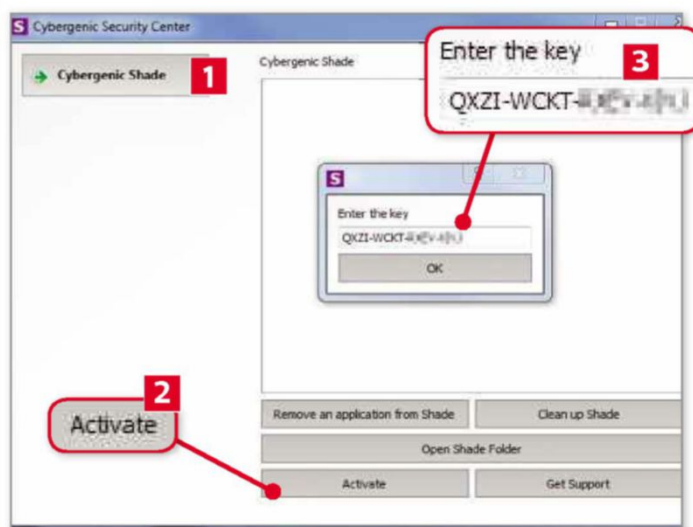 S Cybergenic Security Center
Cybergenic Shade
1
Cybergenic Shade
Enter the key
3
QXZI-WCKT-
S
Enter the key
QXZI-WCKT-
OK
2
Activate
Remove an application from Shade
Clean up Shade
Open Shade Folder
Activate
Get Support